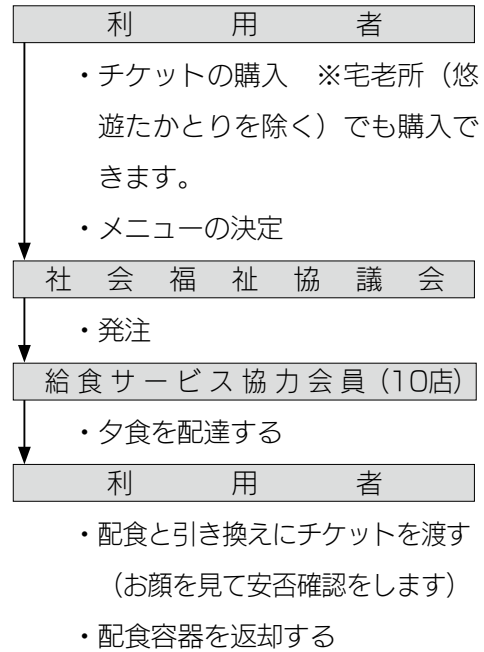 利用者
・チケットの購入　※宅老所（悠
遊たかとりを除く）でも購入で
きます。
・メニューの決定
社会福祉協議会
・発注
給食サービス協力会員（10店）
・夕食を配達する
利用者
・配食と引き換えにチケットを渡す
（お顔を見て安否確認をします）
・配食容器を返却する